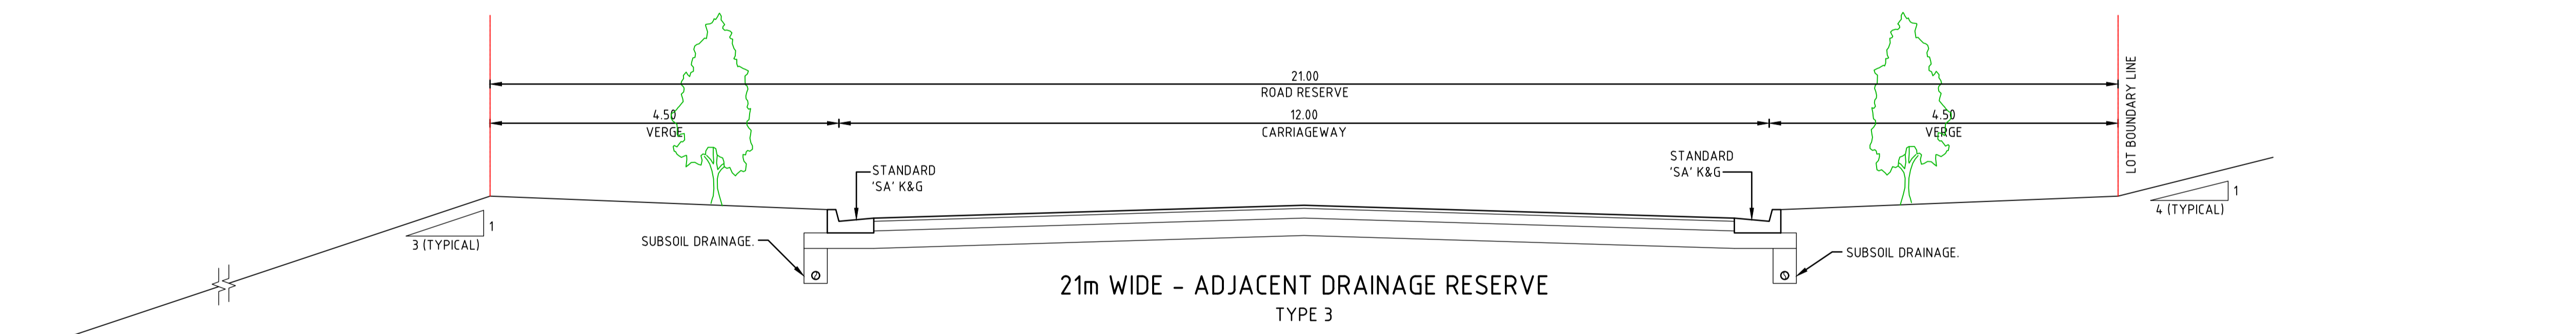 21.00
ROAD RESERVE
4.50
VERGE
12.00
CARRIAGEWAY
4.50
VERGE
LOT BOUNDARY LINE
STANDARD
'SA' K&G
STANDARD
'SA' K&G
1
3 (TYPICAL)
1
4 (TYPICAL)
SUBSOIL DRAINAGE.
SUBSOIL DRAINAGE.
21m WIDE - ADJACENT DRAINAGE RESERVE
TYPE 3